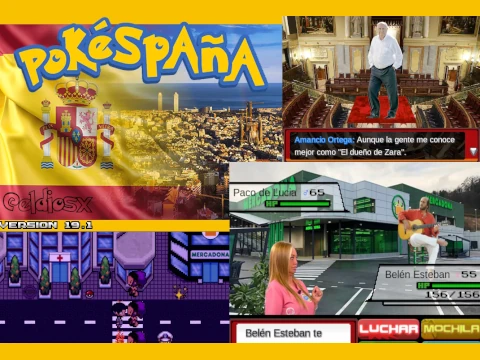 POKÉSPAÑA
Geldiosx
VERSION 19.1
Amancio Ortega: Aunque la gente me conoce
mejor como "El dueño de Zara".
MERCADONA
MERCADONA
Paco de Lucía ♂65
HP
Belén Esteban 55
HP
156/156
Belén Esteban te
LUCHAR
MOCHILA